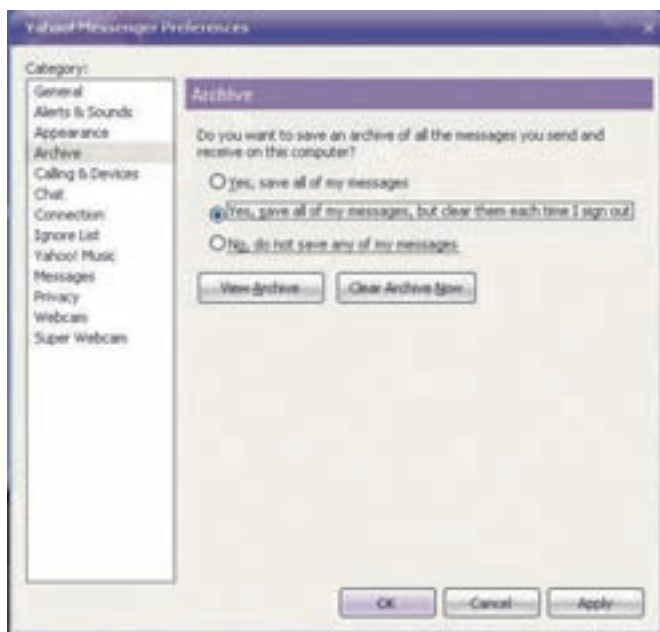 Yahoo! Messenger Preferences
Category:
General
Alerts & Sounds
Appearance
Archive
Calling & Devices
Chat
Connection
Ignore List
Yahoo! Music
Messages
Privacy
Webcam
Super Webcam
Archive
Do you want to save an archive of all the messages you send and
receive on this computer?
Yes, save all of my messages
Yes, save all of my messages, but clear them each time I sign out
No, do not save any of my messages
View Archive
Clear Archive Now
OK
Cancel
Apply